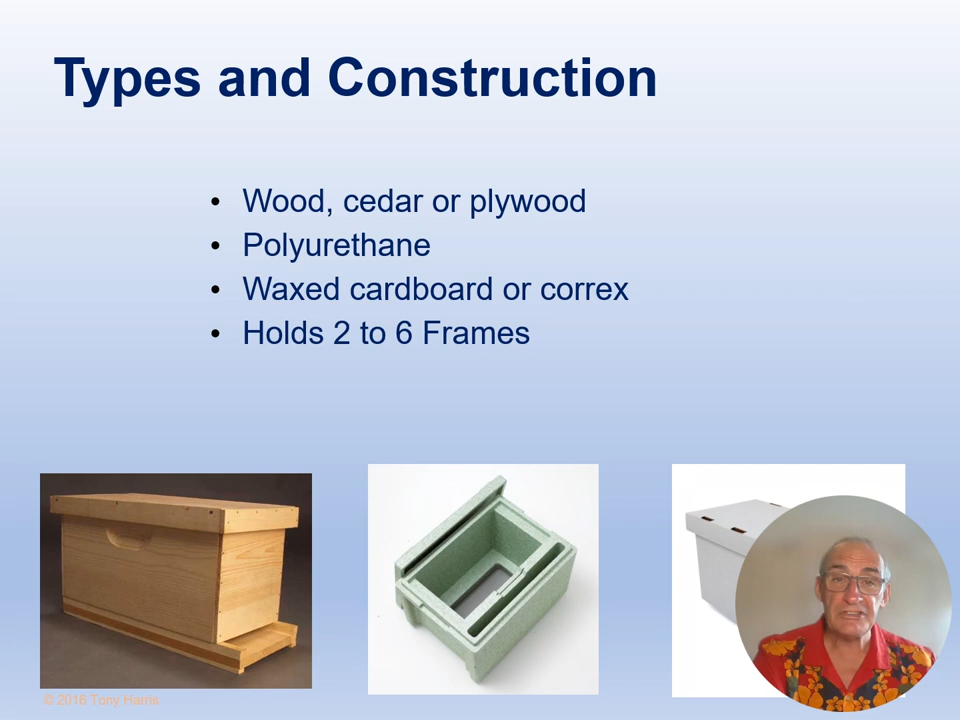 Types and Construction
• Wood, cedar or plywood
• Polyurethane
• Waxed cardboard or correx
• Holds 2 to 6 Frames
© 2016 Tony Harris